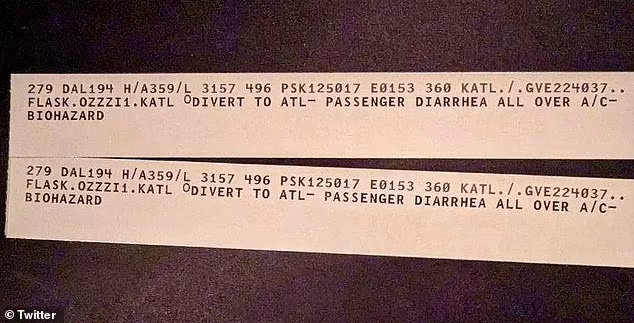 279 DAL194 H/A359/L 3157 496 PSK125017 E0153 360 KATL./.GVE224037..
FLASK.OZZZI1.KATL ODIVERT TO ATL— PASSENGER DIARRHEA ALL OVER A/C—
BIOHAZARD
279 DAL194 H/A359/L 3157 496 PSK125017 E0153 360 KATL./.GVE224037..
FLASK.OZZZI1.KATL ODIVERT TO ATL— PASSENGER DIARRHEA ALL OVER A/C—
BIOHAZARD
© Twitter